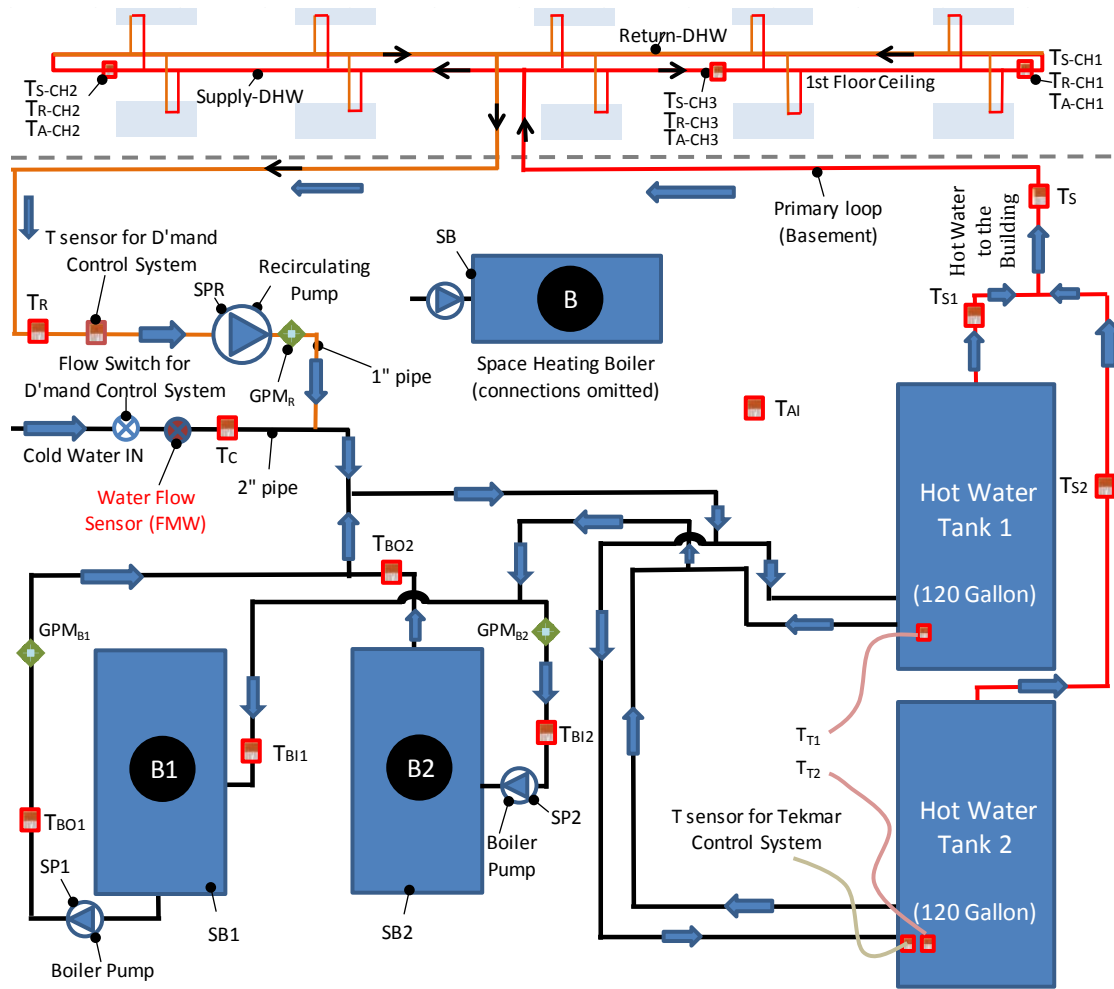 Return-DHW
TS-CH2
TR-CH2
TA-CH2
Supply-DHW
TS-CH3
TR-CH3
TA-CH3
1st Floor Ceiling
TS-CH1
TR-CH1
TA-CH1
T sensor for D'mand
Control System
SPR
Recirculating
Pump
TR
Flow Switch for
D'mand Control System
GPMR
1" pipe
SB
B
Space Heating Boiler
(connections omitted)
Primary loop
(Basement)
Hot Water
to the
Building
TS
TS1
TAI
Cold Water IN
TC
2" pipe
Water Flow
Sensor (FMW)
Hot Water
Tank 1
(120 Gallon)
TS2
TBO2
GPMB1
GPMB2
B1
TBI1
B2
TBI2
TBO1
SP1
Boiler Pump
SB1
SB2
SP2
Boiler
Pump
TT1
TT2
T sensor for Tekmar
Control System
Hot Water
Tank 2
(120 Gallon)